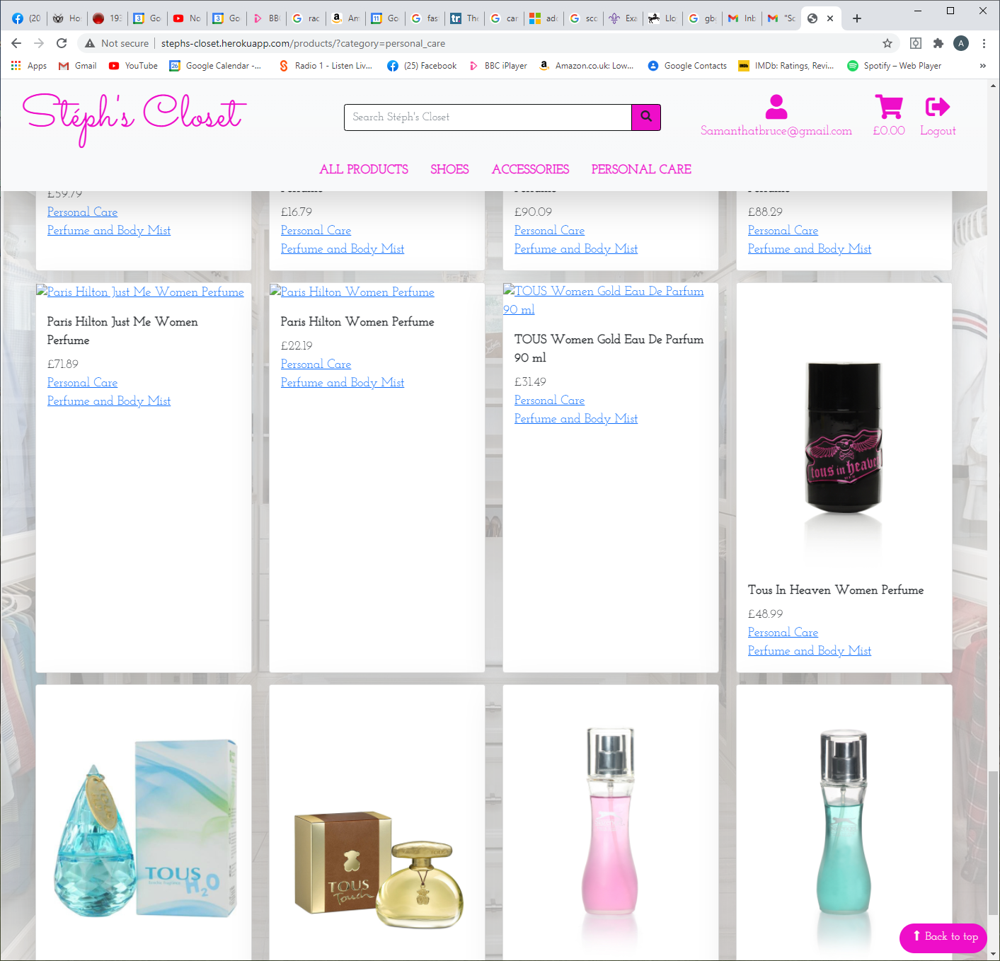 (20
Ho
193
Go
No
Go
BBC
rac
Am
Go
fas
The
car
ado
sco
Exa
Llo
gbp
Inb
"Sc
Not secure
stephs-closet.herokuapp.com/products/?category=personal_care
A
Apps
Gmail
YouTube
Google Calendar -...
Radio 1 - Listen Liv...
(25) Facebook
BBC iPlayer
Amazon.co.uk: Low...
Google Contacts
IMDb: Ratings, Revi...
Spotify – Web Player
»
Stéph's Closet
Search Stéph's Closet
Samanthatbruce@gmail.com
£0.00
Logout
ALL PRODUCTS
SHOES
ACCESSORIES
PERSONAL CARE
£59.79
Personal Care
Perfume and Body Mist
Perfume
£16.79
Personal Care
Perfume and Body Mist
Perfume
£90.09
Personal Care
Perfume and Body Mist
Perfume
£88.29
Personal Care
Perfume and Body Mist
Paris Hilton Just Me Women Perfume
Paris Hilton Just Me Women
Perfume
£71.89
Personal Care
Perfume and Body Mist
Paris Hilton Women Perfume
Paris Hilton Women Perfume
£22.19
Personal Care
Perfume and Body Mist
TOUS Women Gold Eau De Parfum
90 ml
TOUS Women Gold Eau De Parfum
90 ml
£31.49
Personal Care
Perfume and Body Mist
tous in heaven
Tous In Heaven Women Perfume
£48.99
Personal Care
Perfume and Body Mist
TOUS
H2O
TOUS
Touch
Back to top